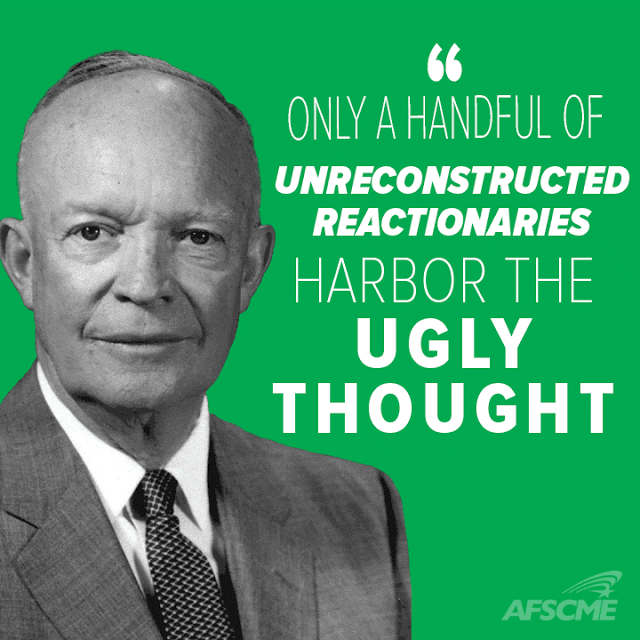 “
ONLY A HANDFUL OF
UNRECONSTRUCTED
REACTIONARIES
HARBOR THE
UGLY
THOUGHT
AFSCME